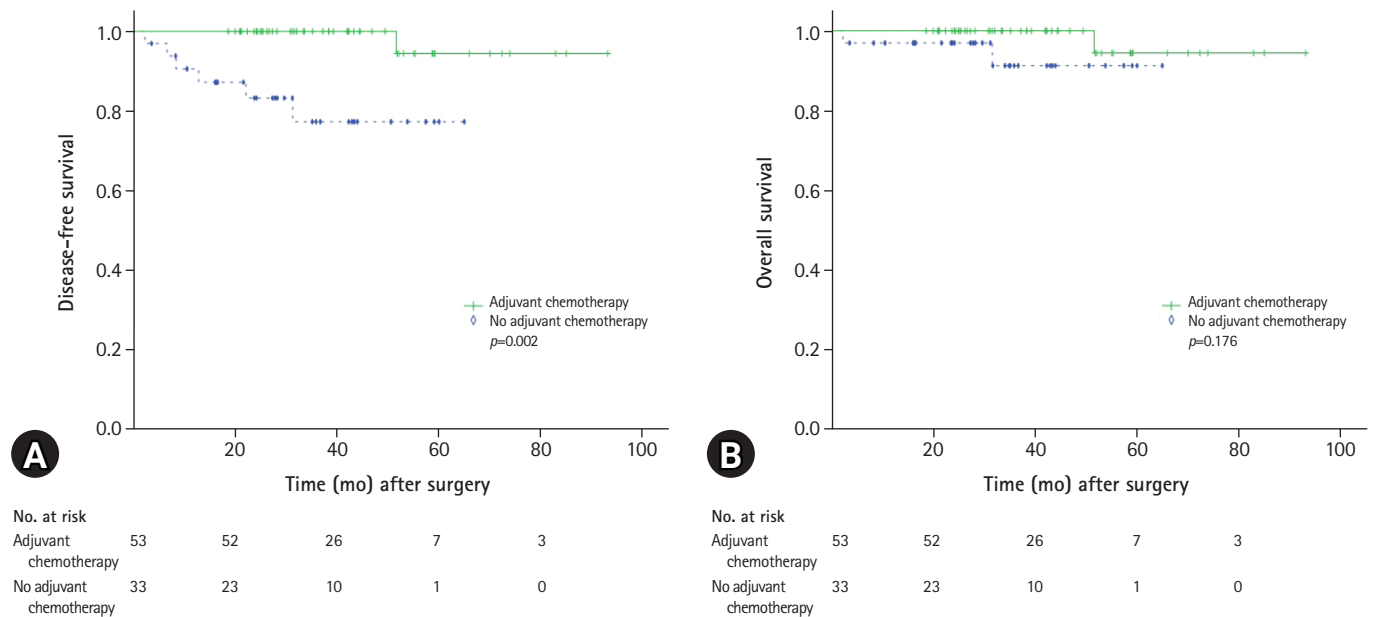 1.0
0.8
0.6
0.4
0.2
0.0
Disease-free survival
Adjuvant chemotherapy
No adjuvant chemotherapy
p=0.002
20 40 60 80 100
Time (mo) after surgery
A
No. at risk
Adjuvant 53 52 26 7 3
chemotherapy
No adjuvant 33 23 10 1 0
chemotherapy
1.0
0.8
0.6
0.4
0.2
0.0
Overall survival
Adjuvant chemotherapy
No adjuvant chemotherapy
p=0.176
20 40 60 80 100
Time (mo) after surgery
B
No. at risk
Adjuvant 53 52 26 7 3
chemotherapy
No adjuvant 33 23 10 1 0
chemotherapy